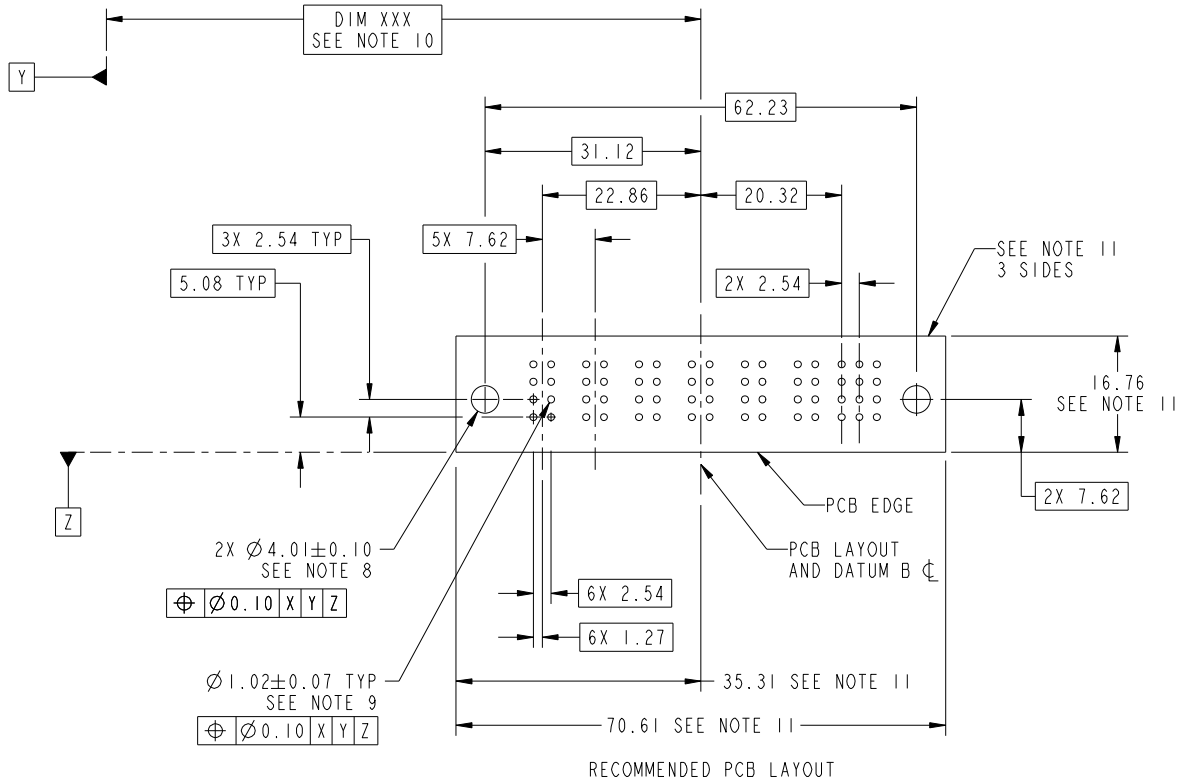 DIM XXX
SEE NOTE 10
Y
62.23
31.12
22.86
20.32
3X 2.54 TYP
5X 7.62
SEE NOTE 11
3 SIDES
5.08 TYP
2X 2.54
16.76
SEE NOTE 11
2X 7.62
Z
PCB EDGE
2X Ø4.01±0.10
SEE NOTE 8
PCB LAYOUT
AND DATUM B ℄
⌖ Ø0.10 X Y Z
6X 2.54
6X 1.27
Ø1.02±0.07 TYP
SEE NOTE 9
35.31 SEE NOTE 11
⌖ Ø0.10 X Y Z
70.61 SEE NOTE 11
RECOMMENDED PCB LAYOUT